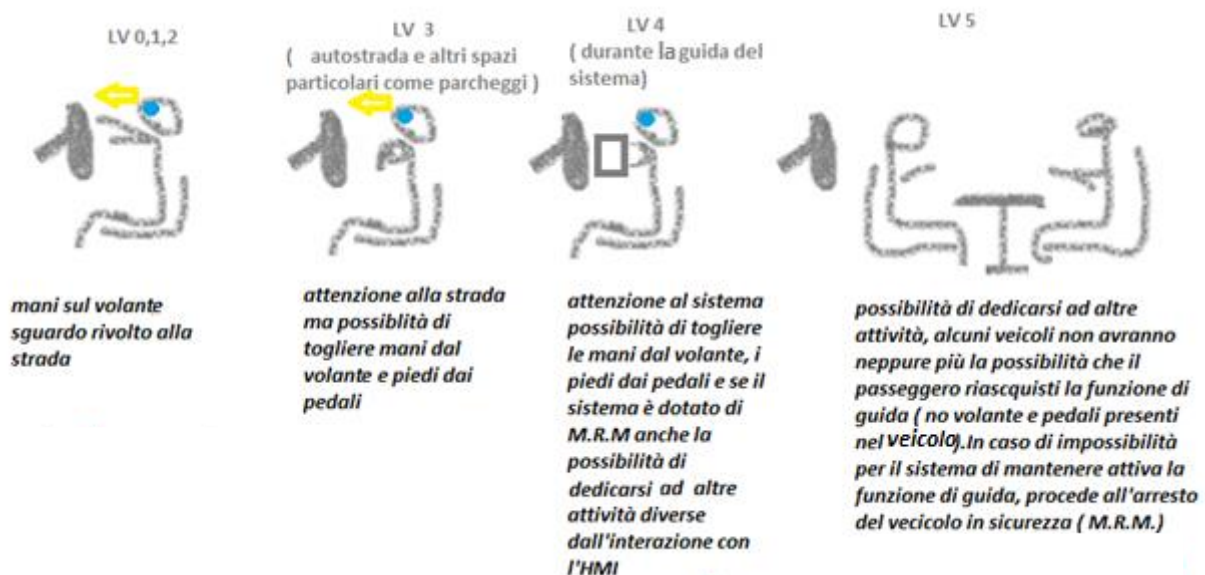 LV 0,1,2
mani sul volante
sguardo rivolto alla
strada
LV 3
( autostrada e altri spazi
particolari come parcheggi )
attenzione alla strada
ma possiblità di
togliere mani dal
volante e piedi dai
pedali
LV 4
( durante la guida del
sistema)
attenzione al sistema
possibilità di togliere
le mani dal volante, i
piedi dai pedali e se il
sistema è dotato di
M.R.M anche la
possibilità di
dedicarsi ad altre
attività diverse
dall'interazione con
l'HMI
LV 5
possibilità di dedicarsi ad altre
attività, alcuni veicoli non avranno
neppure più la possibilità che il
passeggero riascquisti la funzione di
guida ( no volante e pedali presenti
nel veicolo).In caso di impossibilità
per il sistema di mantenere attiva la
funzione di guida, procede all'arresto
del vecicolo in sicurezza ( M.R.M.)